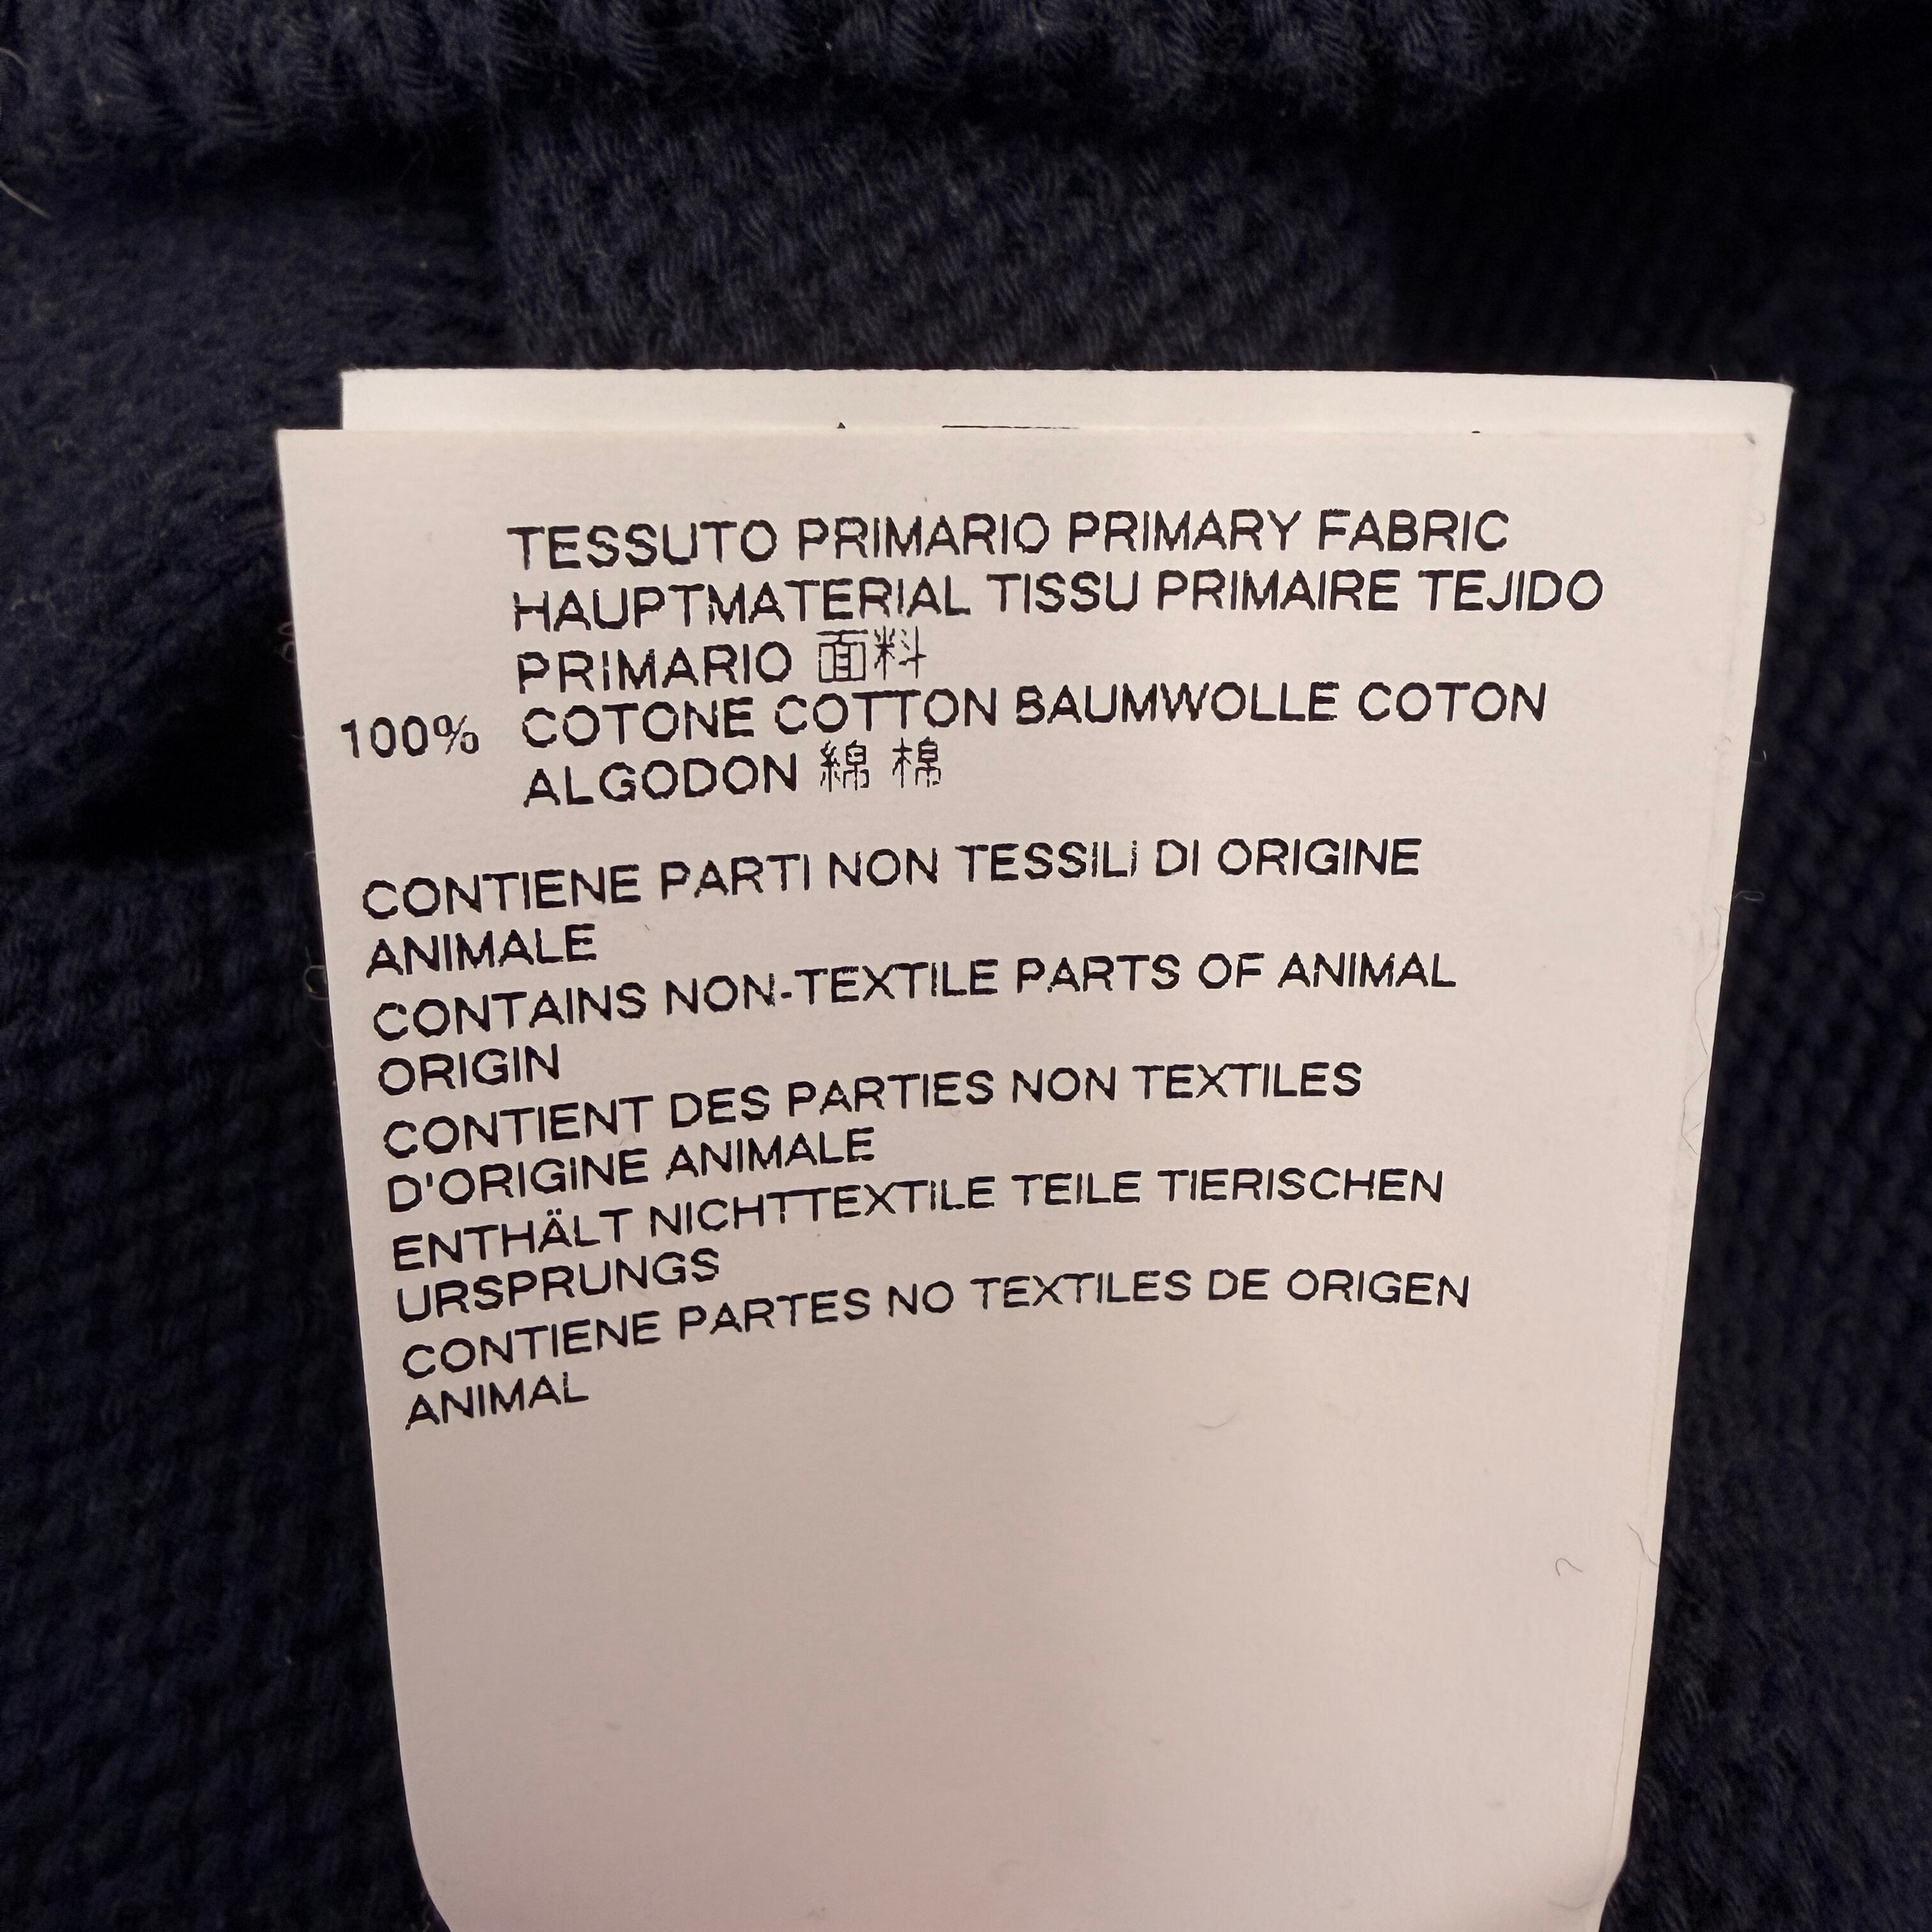 TESSUTO PRIMARIO PRIMARY FABRIC
HAUPTMATERIAL TISSU PRIMAIRE TEJIDO
PRIMARIO 面料
100% COTONE COTTON BAUMWOLLE COTON
ALGODON 綿 棉
CONTIENE PARTI NON TESSILI DI ORIGINE
ANIMALE
CONTAINS NON-TEXTILE PARTS OF ANIMAL
ORIGIN
CONTIENT DES PARTIES NON TEXTILES
D'ORIGINE ANIMALE
ENTHÄLT NICHTTEXTILE TEILE TIERISCHEN
URSPRUNGS
CONTIENE PARTES NO TEXTILES DE ORIGEN
ANIMAL